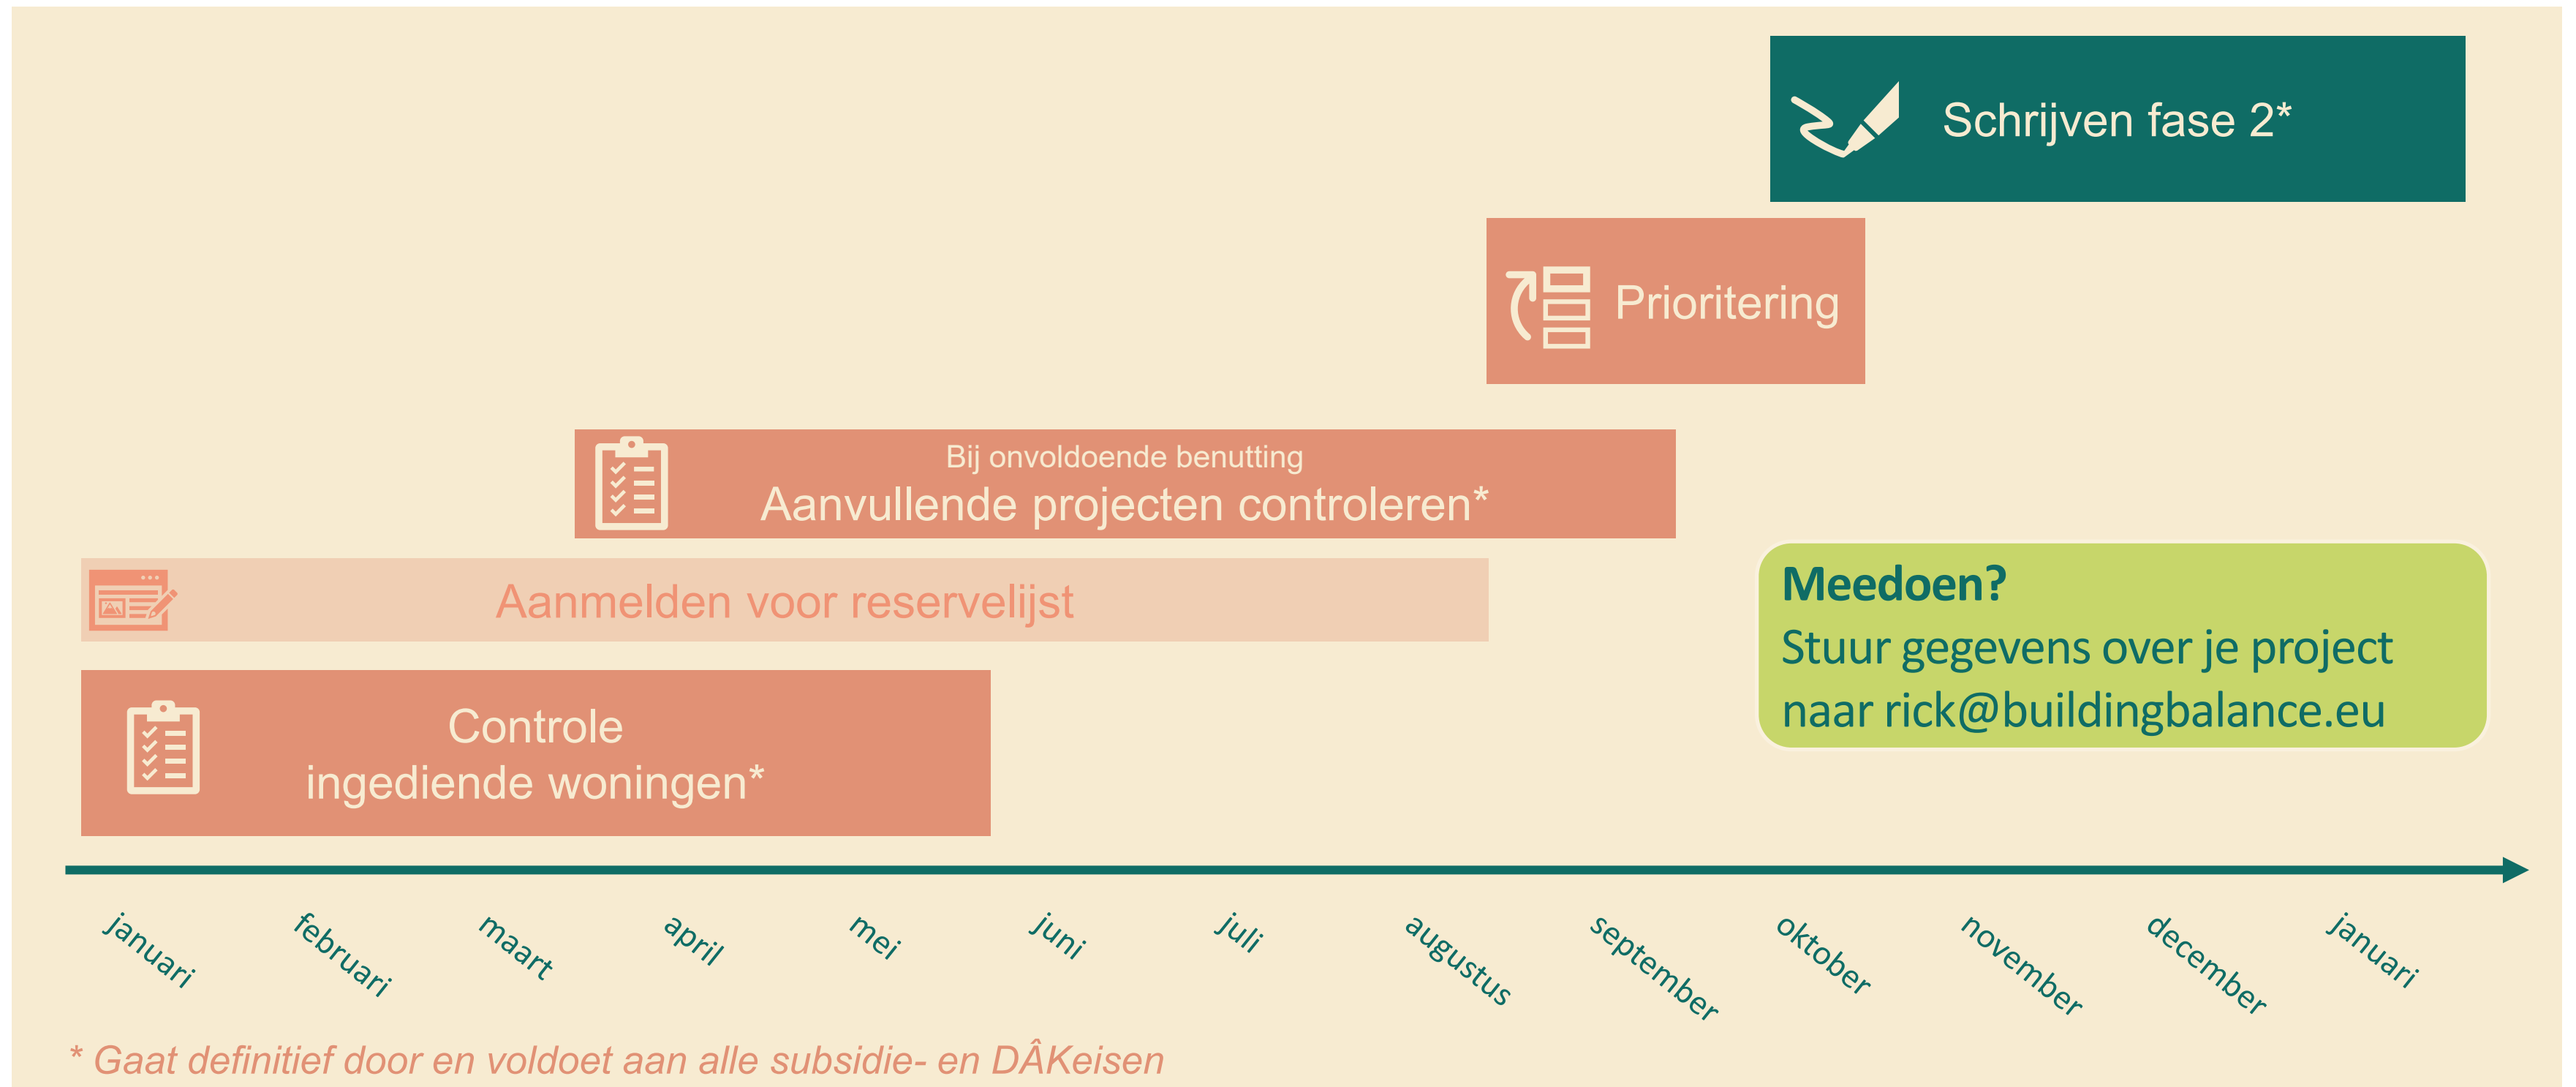 Schrijven fase 2*
Prioritering
Bij onvoldoende benutting
Aanvullende projecten controleren*
Aanmelden voor reservelijst
Controle
ingediende woningen*
Meedoen?
Stuur gegevens over je project
naar rick@buildingbalance.eu
januari
februari
maart
april
mei
juni
juli
augustus
september
oktober
november
december
januari
* Gaat definitief door en voldoet aan alle subsidie- en DÂKeisen